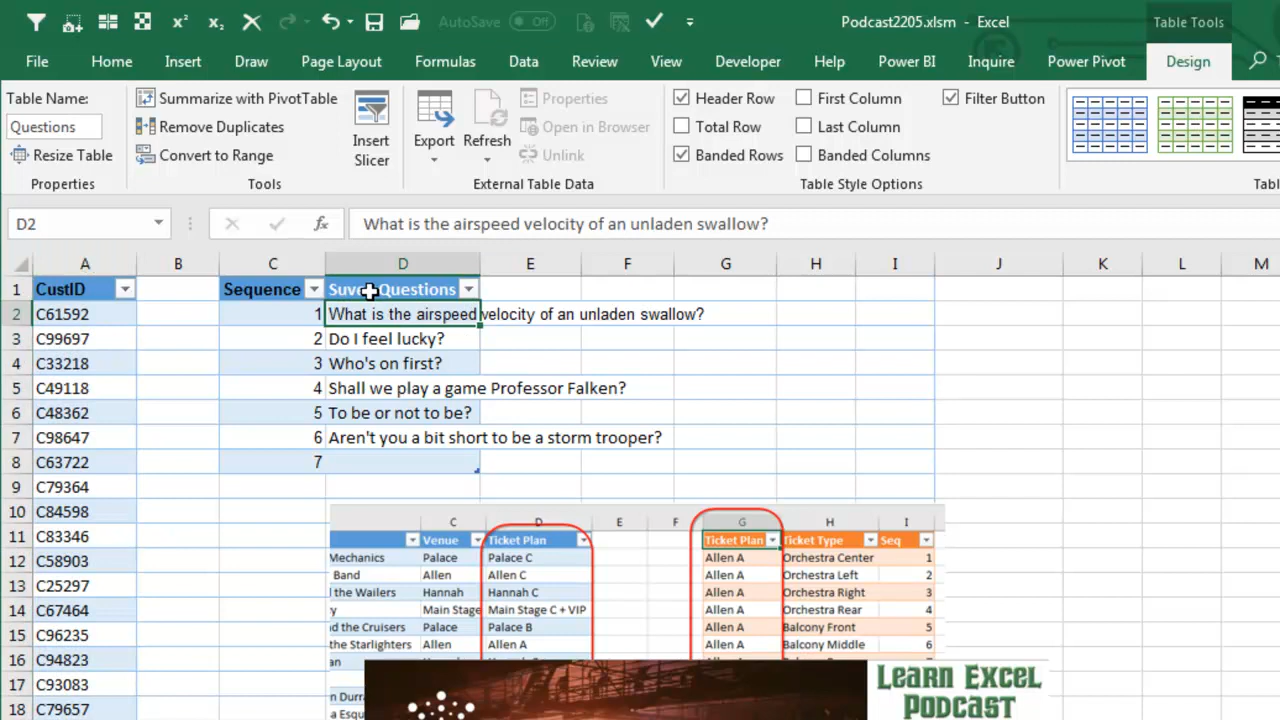 AutoSave Off
Podcast2205.xlsm - Excel
Table Tools
File Home Insert Draw Page Layout Formulas Data Review View Developer Help Power BI Inquire Power Pivot Design
Table Name:
Questions
Resize Table
Properties
Summarize with PivotTable
Remove Duplicates
Convert to Range
Insert
Slicer
Tools
Export
Refresh
Properties
Open in Browser
Unlink
External Table Data
Header Row First Column Filter Button
Total Row Last Column
Banded Rows Banded Columns
Table Style Options
D2 fx What is the airspeed velocity of an unladen swallow?
A B C D E F G H I J K L M
1 CustID Sequence Questions
2 C61592 1 What is the airspeed velocity of an unladen swallow?
3 C99697 2 Do I feel lucky?
4 C33218 3 Who's on first?
5 C49118 4 Shall we play a game Professor Falken?
6 C48362 5 To be or not to be?
7 C98647 6 Aren't you a bit short to be a storm trooper?
8 C63722 7
9 C79364
10 C84598
11 C83346
12 C58903
13 C25297
14 C67464
15 C96235
16 C94823
17 C93083
18 C79657
C D E F G H I
Venue Ticket Plan Ticket Plan Ticket Type Seq
Mechanics Palace Palace C Allen A Orchestra Center 1
Band Allen Allen C Allen A Orchestra Left 2
the Wailers Hannah Hannah C Allen A Orchestra Right 3
Main Stage Main Stage C + VIP Allen A Orchestra Rear 4
the Cruisers Palace Palace B Allen A Balcony Front 5
the Starlighters Allen Allen A Allen A Balcony Middle 6
Learn Excel
Podcast